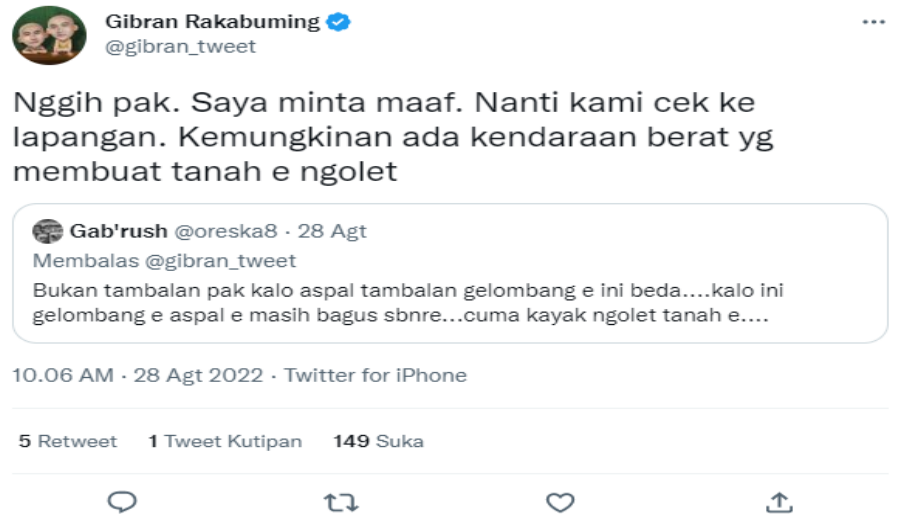 Gibran Rakabuming
@gibran_tweet
Nggih pak. Saya minta maaf. Nanti kami cek ke
lapangan. Kemungkinan ada kendaraan berat yg
membuat tanah e ngolet
Gab'rush @oreska8 · 28 Agt
Membalas @gibran_tweet
Bukan tambalan pak kalo aspal tambalan gelombang e ini beda....kalo ini
gelombang e aspal e masih bagus sbnre...cuma kayak ngolet tanah e....
10.06 AM · 28 Agt 2022 · Twitter for iPhone
5 Retweet 1 Tweet Kutipan 149 Suka